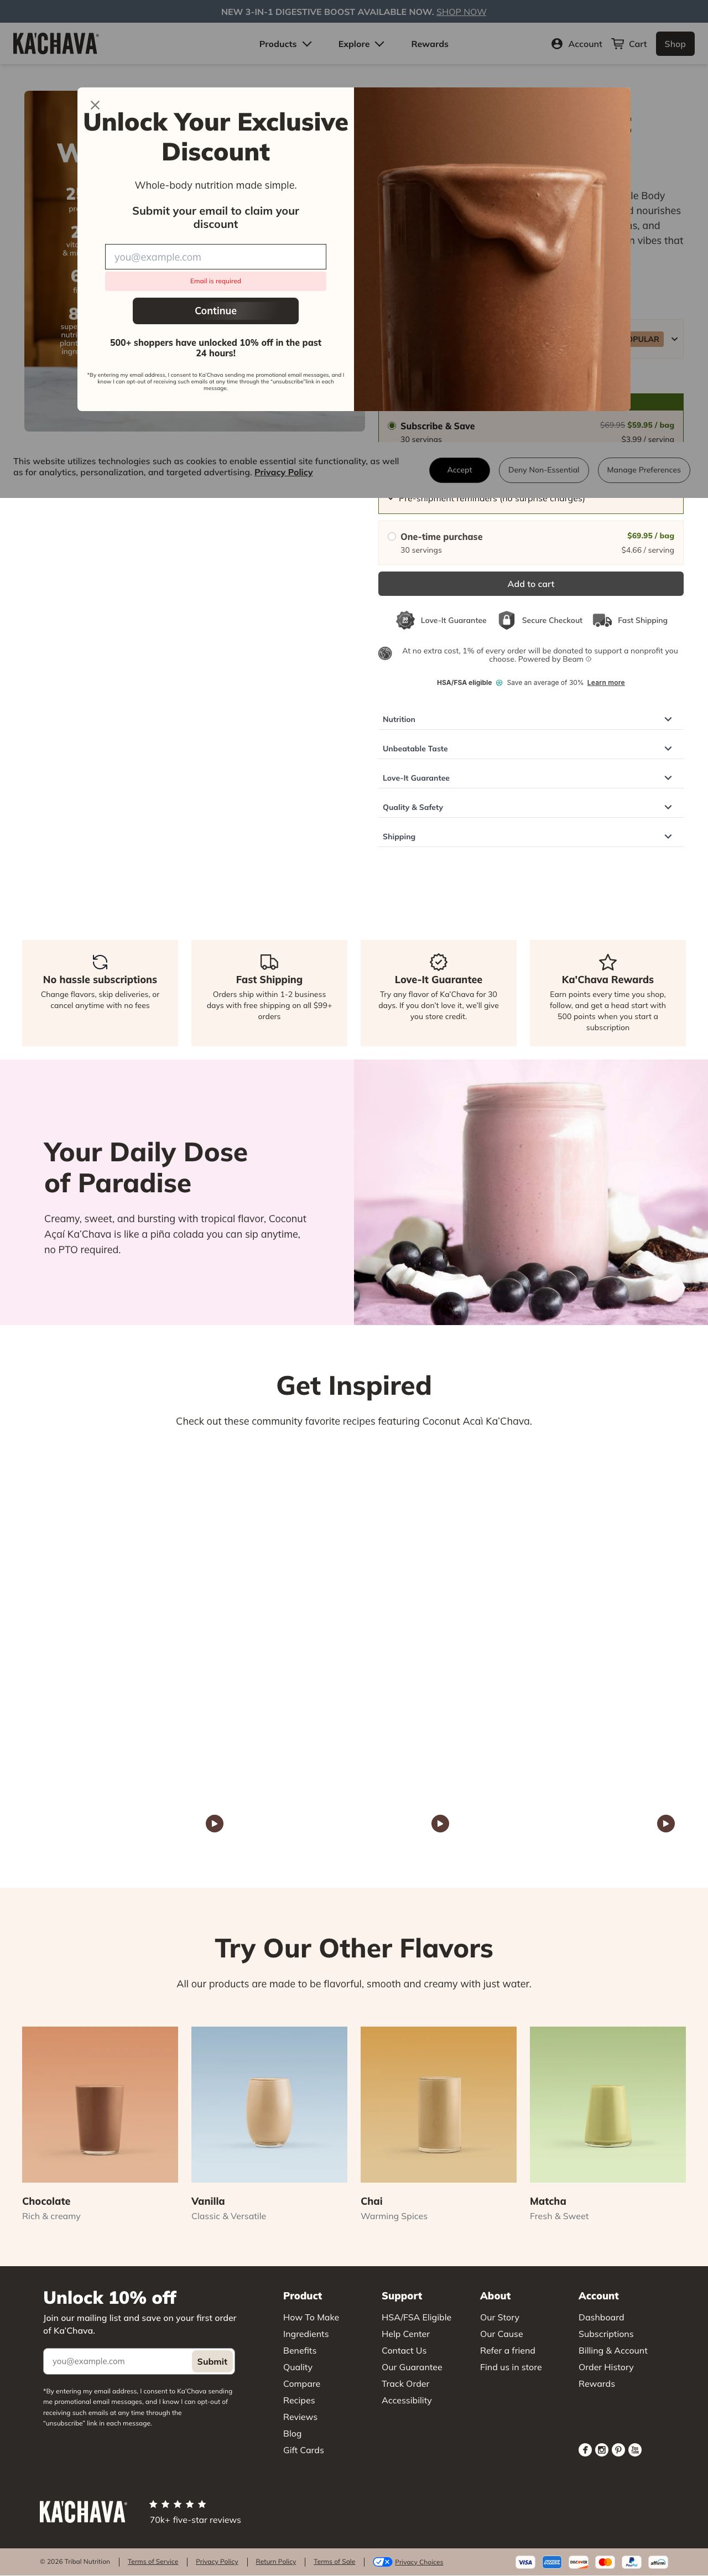 NEW 3-IN-1 DIGESTIVE BOOST AVAILABLE NOW. SHOP NOW
KA'CHAVA®
Products
Explore
Rewards
Account
Cart
Shop
Unlock Your Exclusive
Discount
Whole-body nutrition made simple.
Submit your email to claim your
discount
you@example.com
Email is required
Continue
500+ shoppers have unlocked 10% off in the past
24 hours!
*By entering my email address, I consent to Ka'Chava sending me promotional email messages, and I
know I can opt-out of receiving such emails at any time through the "unsubscribe"link in each
message.
Subscribe & Save
$69.95 $59.95 / bag
30 servings
$3.99 / serving
This website utilizes technologies such as cookies to enable essential site functionality, as well
as for analytics, personalization, and targeted advertising. Privacy Policy
Accept
Deny Non-Essential
Manage Preferences
Pre-shipment reminders (no surprise charges)
One-time purchase
$69.95 / bag
30 servings
$4.66 / serving
Add to cart
Love-It Guarantee
Secure Checkout
Fast Shipping
At no extra cost, 1% of every order will be donated to support a nonprofit you
choose. Powered by Beam
HSA/FSA eligible Save an average of 30% Learn more
Nutrition
Unbeatable Taste
Love-It Guarantee
Quality & Safety
Shipping
No hassle subscriptions
Change flavors, skip deliveries, or
cancel anytime with no fees
Fast Shipping
Orders ship within 1-2 business
days with free shipping on all $99+
orders
Love-It Guarantee
Try any flavor of Ka'Chava for 30
days. If you don't love it, we'll give
you store credit.
Ka'Chava Rewards
Earn points every time you shop,
follow, and get a head start with
500 points when you start a
subscription
Your Daily Dose
of Paradise
Creamy, sweet, and bursting with tropical flavor, Coconut
Açaí Ka'Chava is like a piña colada you can sip anytime,
no PTO required.
Get Inspired
Check out these community favorite recipes featuring Coconut Acaì Ka'Chava.
Try Our Other Flavors
All our products are made to be flavorful, smooth and creamy with just water.
Chocolate
Rich & creamy
Vanilla
Classic & Versatile
Chai
Warming Spices
Matcha
Fresh & Sweet
Unlock 10% off
Join our mailing list and save on your first order
of Ka'Chava.
you@example.com
Submit
*By entering my email address, I consent to Ka'Chava sending
me promotional email messages, and I know I can opt-out of
receiving such emails at any time through the
"unsubscribe" link in each message.
Product
How To Make
Ingredients
Benefits
Quality
Compare
Recipes
Reviews
Blog
Gift Cards
Support
HSA/FSA Eligible
Help Center
Contact Us
Our Guarantee
Track Order
Accessibility
About
Our Story
Our Cause
Refer a friend
Find us in store
Account
Dashboard
Subscriptions
Billing & Account
Order History
Rewards
KA'CHAVA®
70k+ five-star reviews
© 2026 Tribal Nutrition
Terms of Service
Privacy Policy
Return Policy
Terms of Sale
Privacy Choices
VISA
DISCOVER
PayPal
affirm